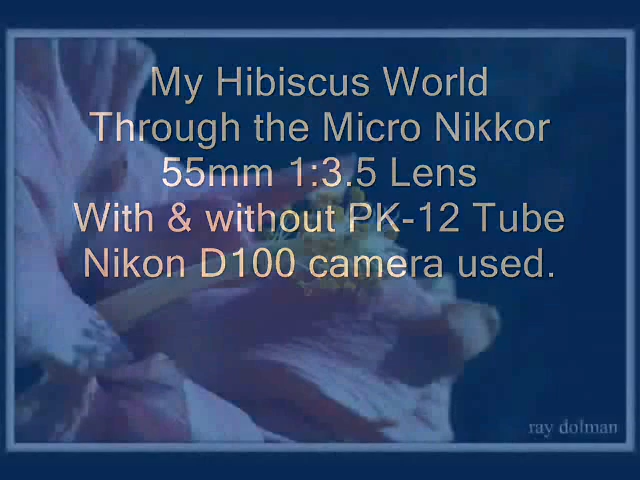 My Hibiscus World
Through the Micro Nikkor
55mm 1:3.5 Lens
With & without PK-12 Tube
Nikon D100 camera used.
ray dolman